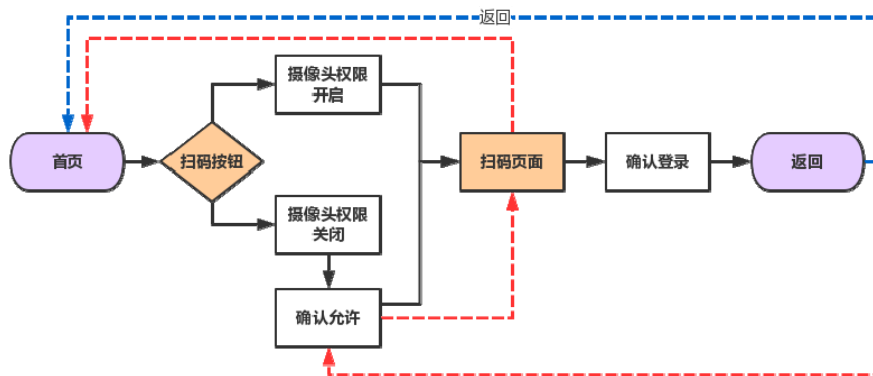 返回
摄像头权限
开启
首页
扫码按钮
扫码页面
确认登录
返回
摄像头权限
关闭
确认允许